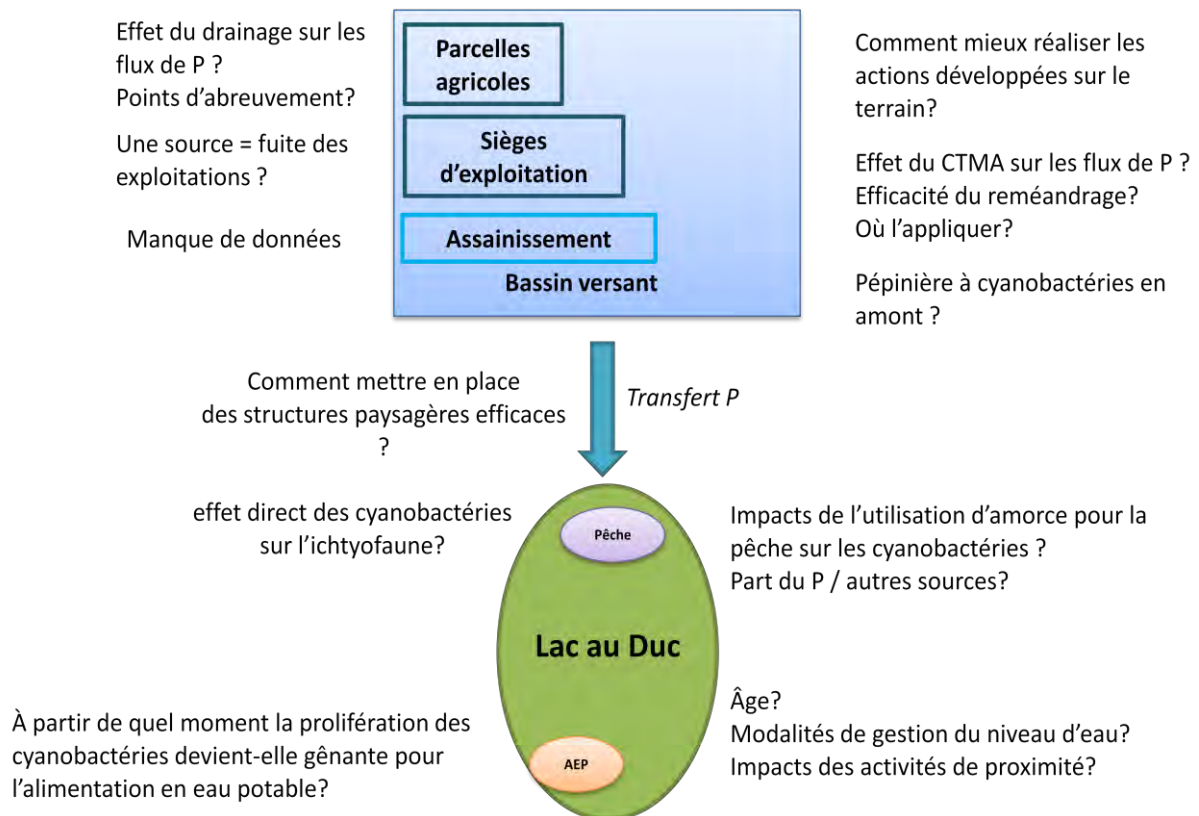 Effet du drainage sur les
flux de P ?
Points d'abreuvement?
Une source = fuite des
exploitations ?
Manque de données
Parcelles
agricoles
Sièges
d'exploitation
Assainissement
Bassin versant
Comment mieux réaliser les
actions développées sur le
terrain?
Effet du CTMA sur les flux de P ?
Efficacité du reméandrage?
Où l'appliquer?
Pépinière à cyanobactéries en
amont ?
Comment mettre en place
des structures paysagères efficaces
?
Transfert P
effet direct des cyanobactéries
sur l'ichtyofaune?
Pêche
Impacts de l'utilisation d'amorce pour la
pêche sur les cyanobactéries ?
Part du P / autres sources?
Lac au Duc
À partir de quel moment la prolifération des
cyanobactéries devient-elle gênante pour
l'alimentation en eau potable?
AEP
Âge?
Modalités de gestion du niveau d'eau?
Impacts des activités de proximité?